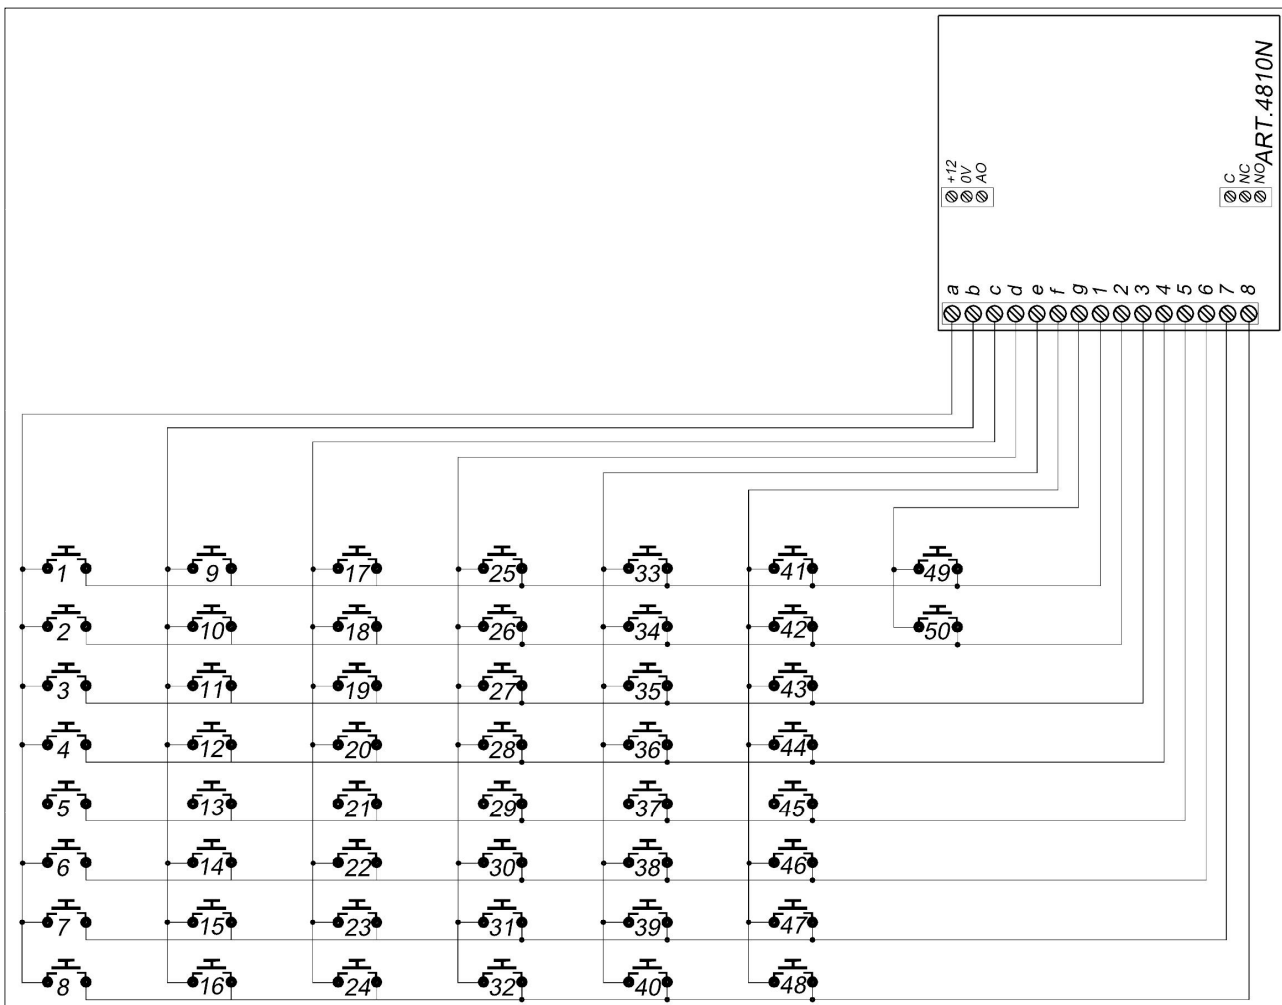 ART.4810N
+12
0V
AO
C
NC
NO
a b c d e f g 1 2 3 4 5 6 7 8
1 9 17 25 33 41 49
2 10 18 26 34 42 50
3 11 19 27 35 43
4 12 20 28 36 44
5 13 21 29 37 45
6 14 22 30 38 46
7 15 23 31 39 47
8 16 24 32 40 48